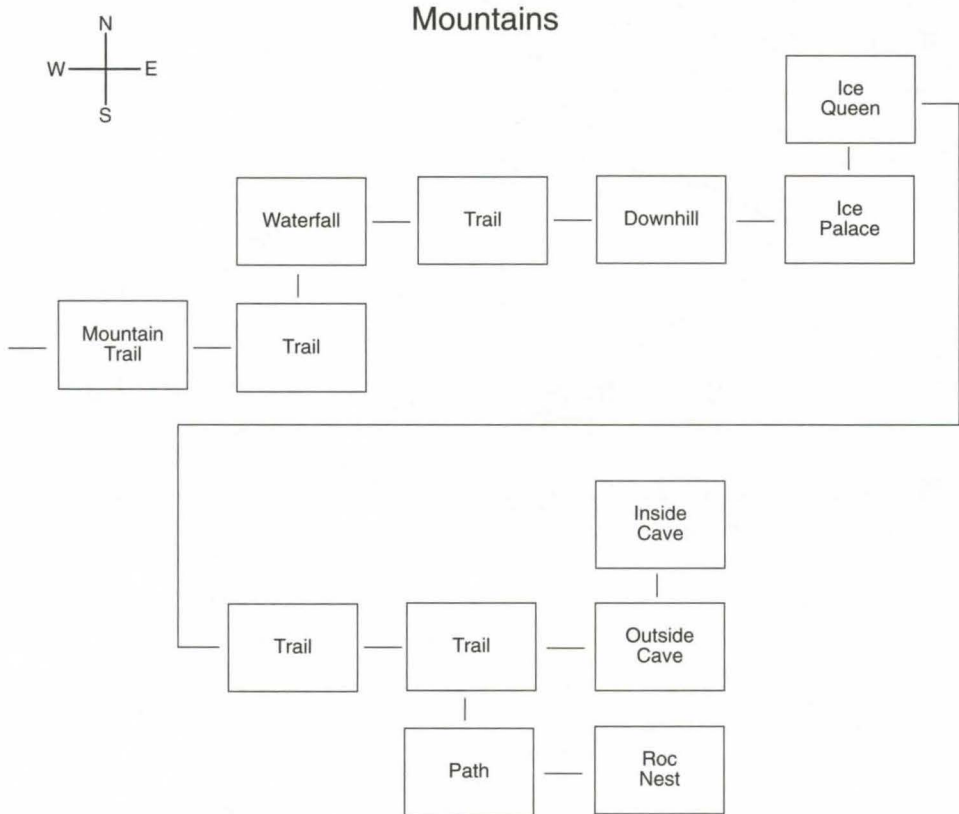 Mountains
N
W E
S
Ice
Queen
Waterfall
Trail
Downhill
Ice
Palace
Mountain
Trail
Trail
Inside
Cave
Trail
Trail
Outside
Cave
Path
Roc
Nest